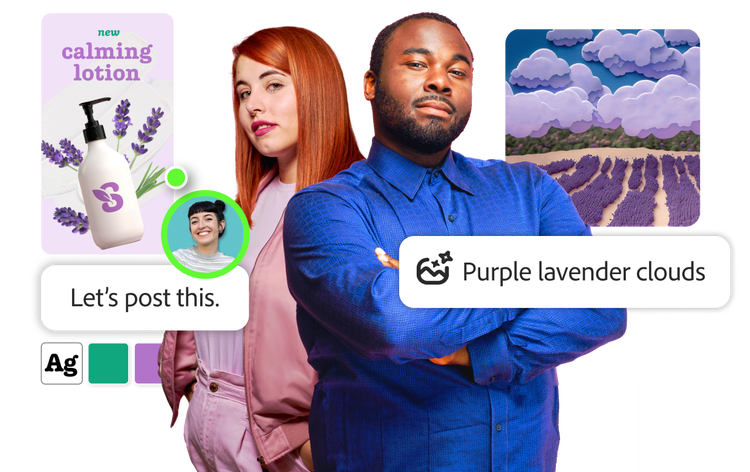 new
calming
lotion
S
Let's post this.
Ag
Purple lavender clouds